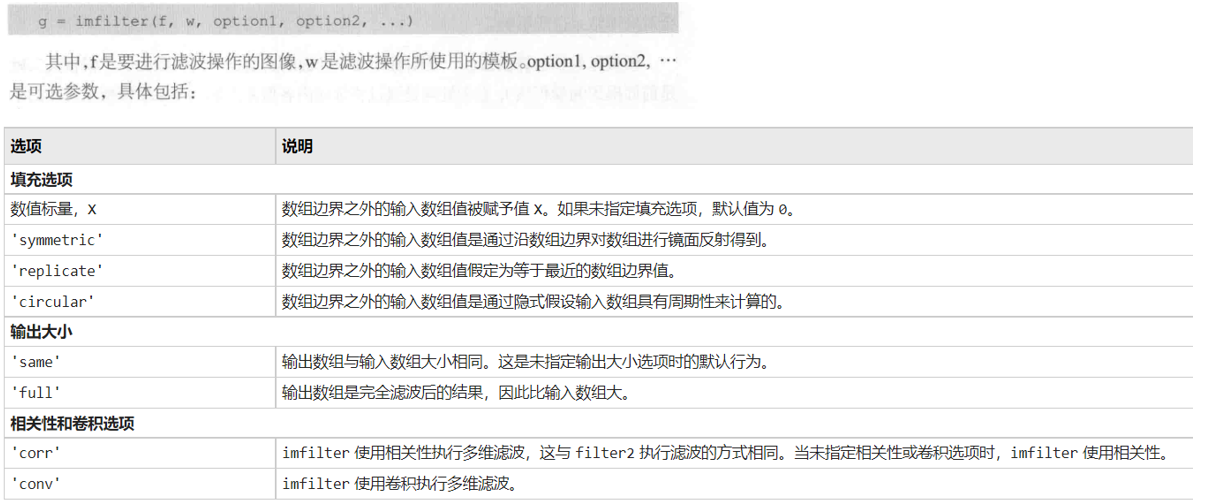 g = imfilter(f, w, option1, option2, ...)
其中,f是要进行滤波操作的图像,w是滤波操作所使用的模板。option1, option2, …
是可选参数，具体包括：
选项 说明
填充选项
数值标量，X 数组边界之外的输入数组值被赋予值 X。如果未指定填充选项，默认值为 0。
'symmetric' 数组边界之外的输入数组值是通过沿数组边界对数组进行镜面反射得到。
'replicate' 数组边界之外的输入数组值假定为等于最近的数组边界值。
'circular' 数组边界之外的输入数组值是通过隐式假设输入数组具有周期性来计算的。
输出大小
'same' 输出数组与输入数组大小相同。这是未指定输出大小选项时的默认行为。
'full' 输出数组是完全滤波后的结果，因此比输入数组大。
相关性和卷积选项
'corr' imfilter 使用相关性执行多维滤波，这与 filter2 执行滤波的方式相同。当未指定相关性或卷积选项时，imfilter 使用相关性。
'conv' imfilter 使用卷积执行多维滤波。